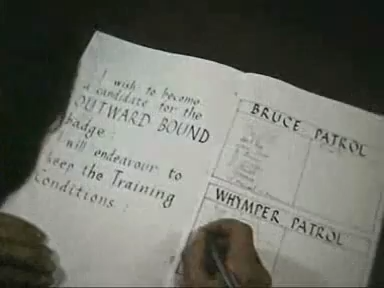 I wish to become
a candidate for the
OUTWARD BOUND
badge.
I will endeavour to
keep the Training
Conditions.
BRUCE PATROL
WHYMPER PATROL